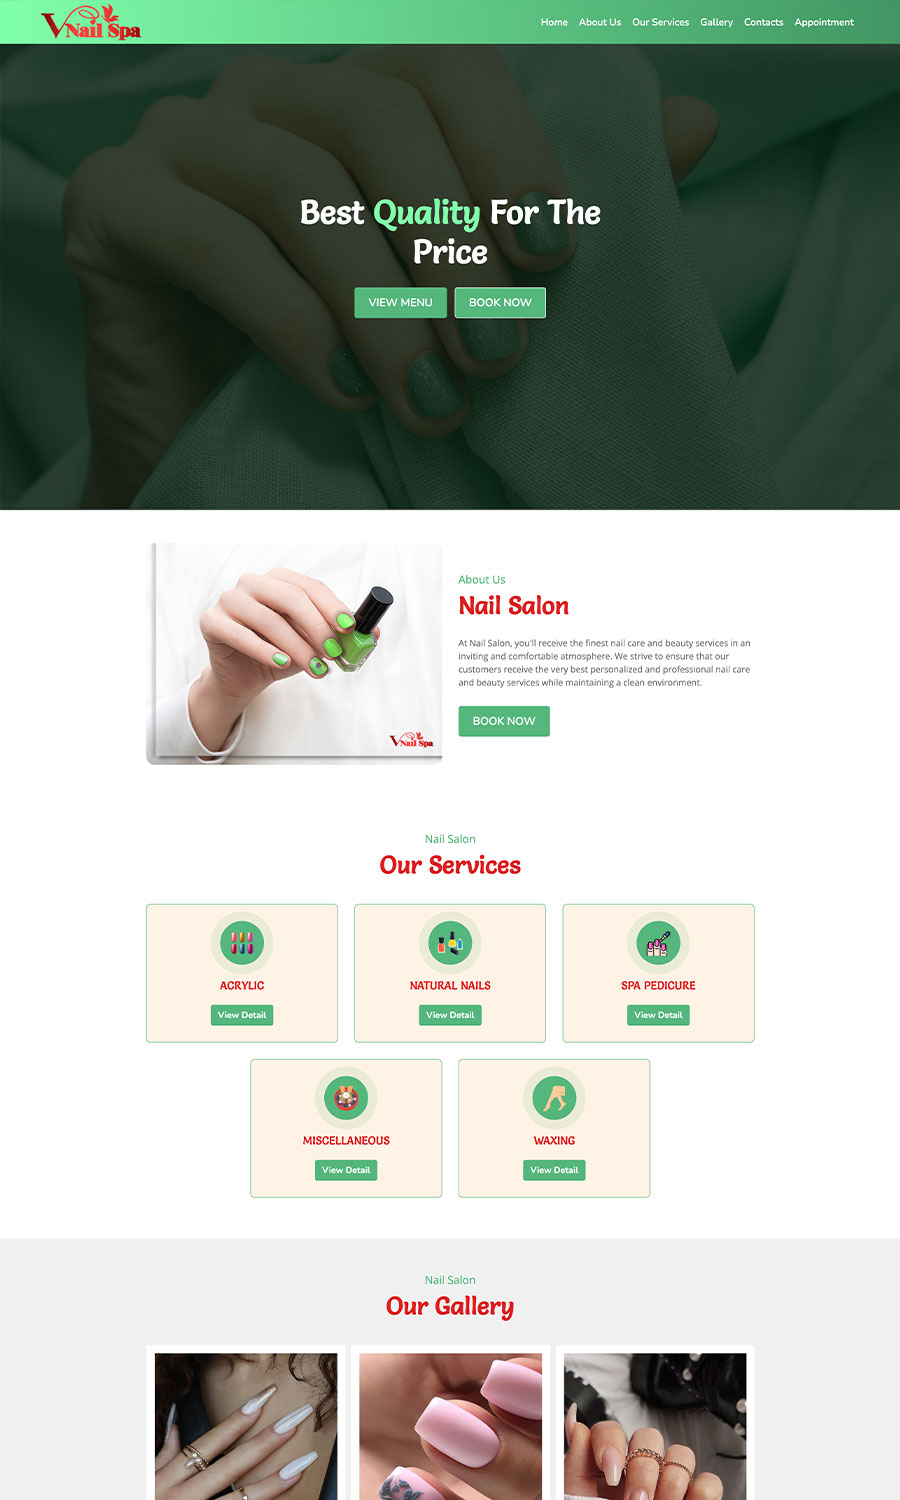 V Nail Spa
Home About Us Our Services Gallery Contacts Appointment
Best Quality For The
Price
VIEW MENU BOOK NOW
About Us
Nail Salon
At Nail Salon, you'll receive the finest nail care and beauty services in an
inviting and comfortable atmosphere. We strive to ensure that our
customers receive the very best personalized and professional nail care
and beauty services while maintaining a clean environment.
BOOK NOW
V Nail Spa
Nail Salon
Our Services
ACRYLIC NATURAL NAILS SPA PEDICURE
View Detail View Detail View Detail
MISCELLANEOUS WAXING
View Detail View Detail
Nail Salon
Our Gallery